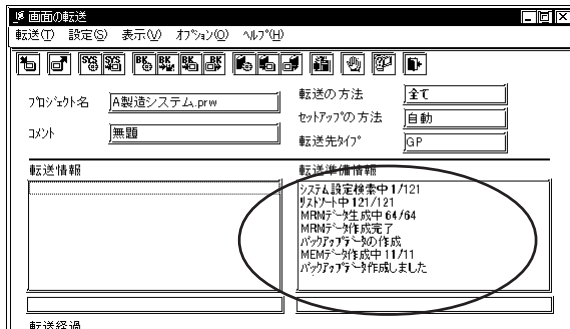 画面の転送
転送(T) 設定(S) 表示(V) ｵﾌﾟｼｮﾝ(O) ﾍﾙﾌﾟ(H)
SYS SYS BK BK BK BK
ﾌﾟﾛｼﾞｪｸﾄ名 A製造システム.prw
転送の方法 全て
ｾｯﾄｱｯﾌﾟの方法 自動
ｺﾒﾝﾄ 無題
転送先ﾀｲﾌﾟ GP
転送情報
転送準備情報
ｼｽﾃﾑ設定検索中 1/121
ﾘｽﾄｿｰﾄ中 121/121
MRMﾃﾞｰﾀ生成中 64/64
MRMﾃﾞｰﾀ作成完了
ﾊﾞｯｸｱｯﾌﾟﾃﾞｰﾀの作成
MEMﾃﾞｰﾀ作成中 11/11
ﾊﾞｯｸｱｯﾌﾟﾃﾞｰﾀ作成しました
転送経過